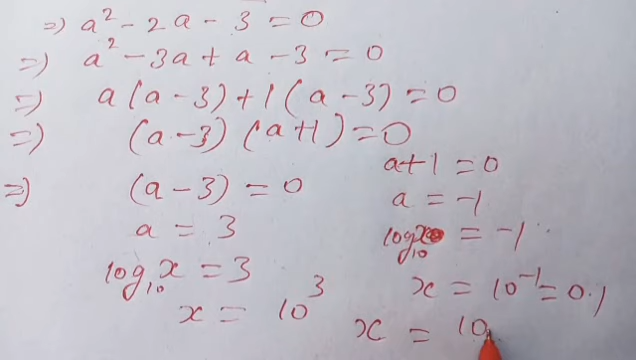 =) a² - 2a - 3 = 0
=) a² - 3a + a - 3 = 0
=) a(a-3) + 1(a-3) = 0
=) (a-3) (a+1) = 0
=) (a-3) = 0
a = 3
log₁₀x = 3
x = 10³
a+1 = 0
a = -1
log₁₀x = -1
x = 10⁻¹ = 0.1
x = 10